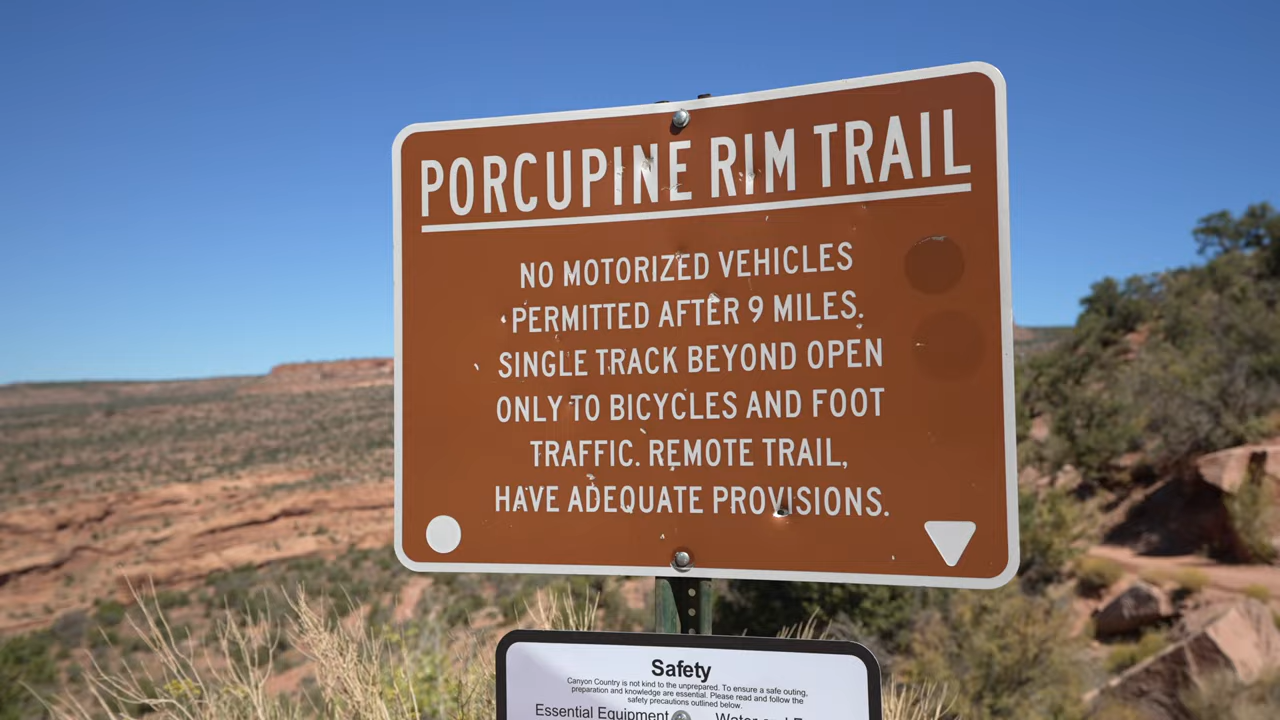 PORCUPINE RIM TRAIL
NO MOTORIZED VEHICLES
PERMITTED AFTER 9 MILES.
SINGLE TRACK BEYOND OPEN
ONLY TO BICYCLES AND FOOT
TRAFFIC. REMOTE TRAIL,
HAVE ADEQUATE PROVISIONS.
Safety
Canyon Country is not kind to the unprepared. To ensure a safe outing,
preparation and knowledge are essential. Please read and follow the
safety precautions outlined below.
Essential Equipment
Water and